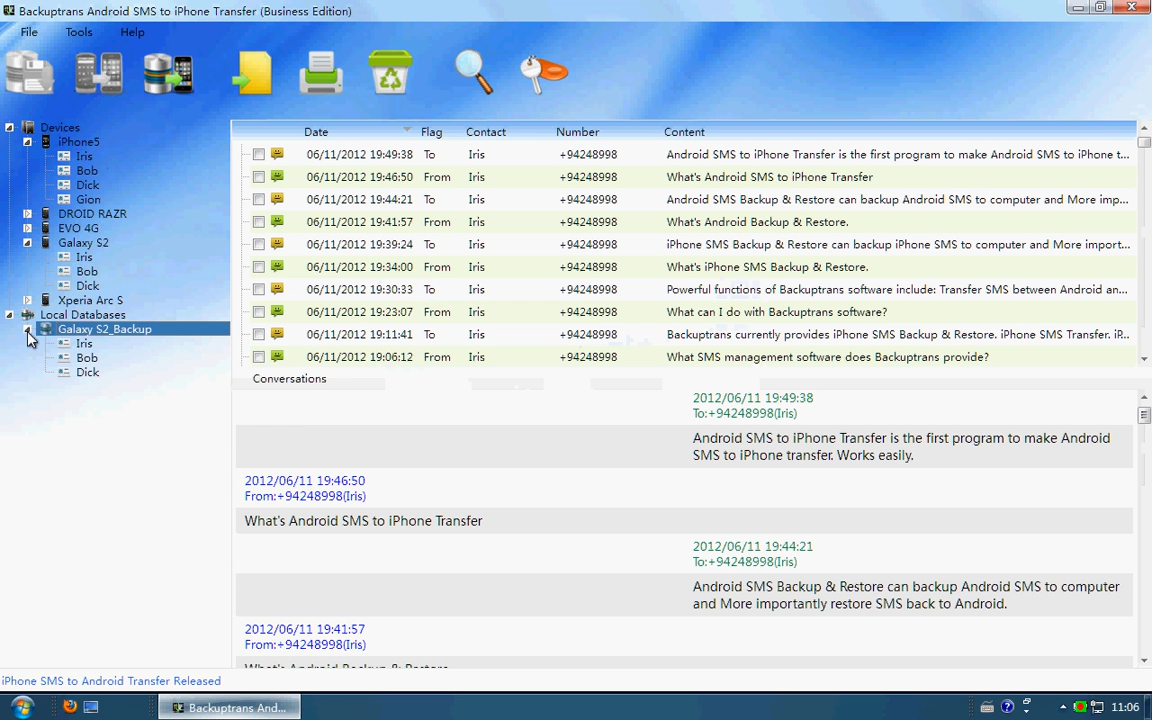 Backuptrans Android SMS to iPhone Transfer (Business Edition)
File Tools Help
Devices
iPhone5
Iris
Bob
Dick
Gion
DROID RAZR
EVO 4G
Galaxy S2
Iris
Bob
Dick
Xperia Arc S
Local Databases
Galaxy S2_Backup
Iris
Bob
Dick
Date Flag Contact Number Content
06/11/2012 19:49:38 To Iris +94248998 Android SMS to iPhone Transfer is the first program to make Android SMS to iPhone t...
06/11/2012 19:46:50 From Iris +94248998 What's Android SMS to iPhone Transfer
06/11/2012 19:44:21 To Iris +94248998 Android SMS Backup & Restore can backup Android SMS to computer and More imp...
06/11/2012 19:41:57 From Iris +94248998 What's Android Backup & Restore.
06/11/2012 19:39:24 To Iris +94248998 iPhone SMS Backup & Restore can backup iPhone SMS to computer and More import...
06/11/2012 19:34:00 From Iris +94248998 What's iPhone SMS Backup & Restore.
06/11/2012 19:30:33 To Iris +94248998 Powerful functions of Backuptrans software include: Transfer SMS between Android an...
06/11/2012 19:23:07 From Iris +94248998 What can I do with Backuptrans software?
06/11/2012 19:11:41 To Iris +94248998 Backuptrans currently provides iPhone SMS Backup & Restore. iPhone SMS Transfer. iP...
06/11/2012 19:06:12 From Iris +94248998 What SMS management software does Backuptrans provide?
Conversations
2012/06/11 19:49:38
To:+94248998(Iris)
Android SMS to iPhone Transfer is the first program to make Android
SMS to iPhone transfer. Works easily.
2012/06/11 19:46:50
From:+94248998(Iris)
What's Android SMS to iPhone Transfer
2012/06/11 19:44:21
To:+94248998(Iris)
Android SMS Backup & Restore can backup Android SMS to computer
and More importantly restore SMS back to Android.
2012/06/11 19:41:57
From:+94248998(Iris)
What's Android Backup & Restore
iPhone SMS to Android Transfer Released
Backuptrans And...
11:06